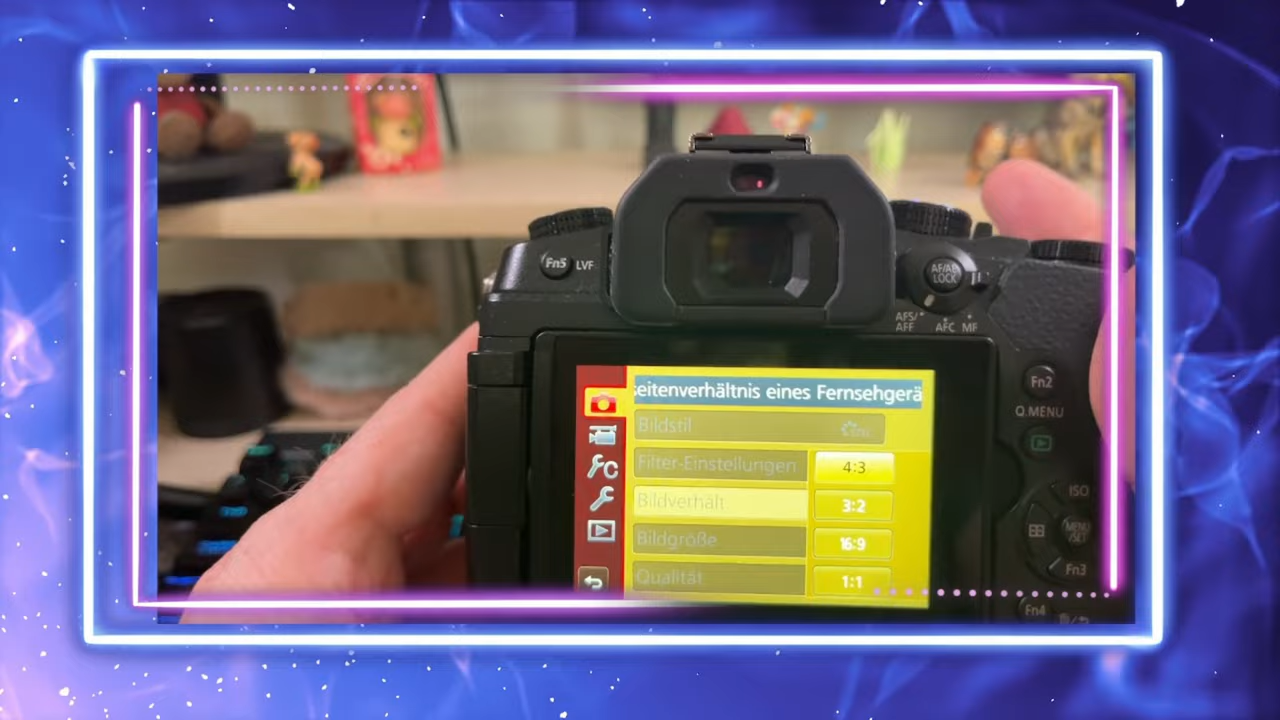 Fn5 LVF
AF/AE
LOCK
AFS/
AFF AFC MF
Fn2
Q.MENU
seitenverhältnis eines Fernsehgerä
Bildstil
Filter-Einstellungen 4:3
Bildverhält 3:2
Bildgröße 16:9
Qualität 1:1
C
ISO
MENU
/SET
Fn3
Fn4